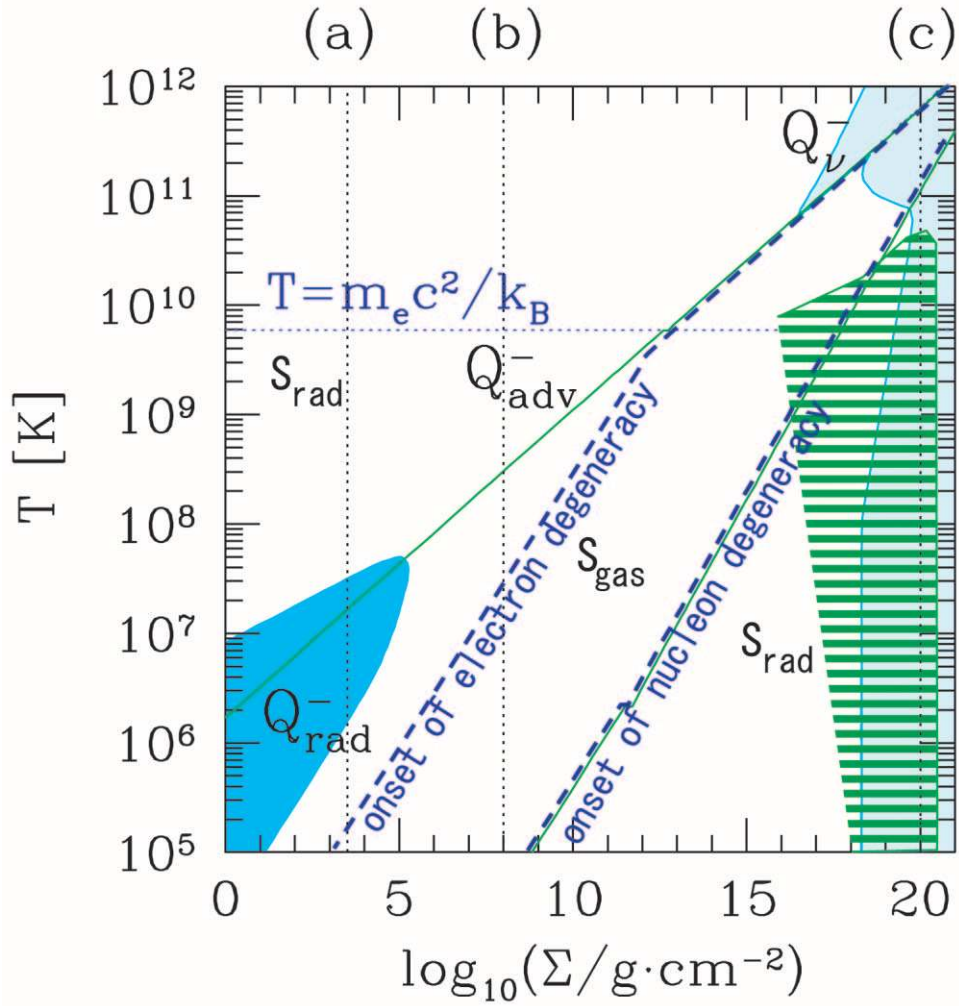 (a) (b) (c)
10¹²
Q⁻ᵥ
10¹¹
10¹⁰
T=mₑc²/k_B
S_rad
Q⁻_adv
10⁹
T [K]
10⁸
onset of electron degeneracy
S_gas
onset of nucleon degeneracy
10⁷
S_rad
Q⁻_rad
10⁶
10⁵
0 5 10 15 20
log₁₀(Σ/g·cm⁻²)